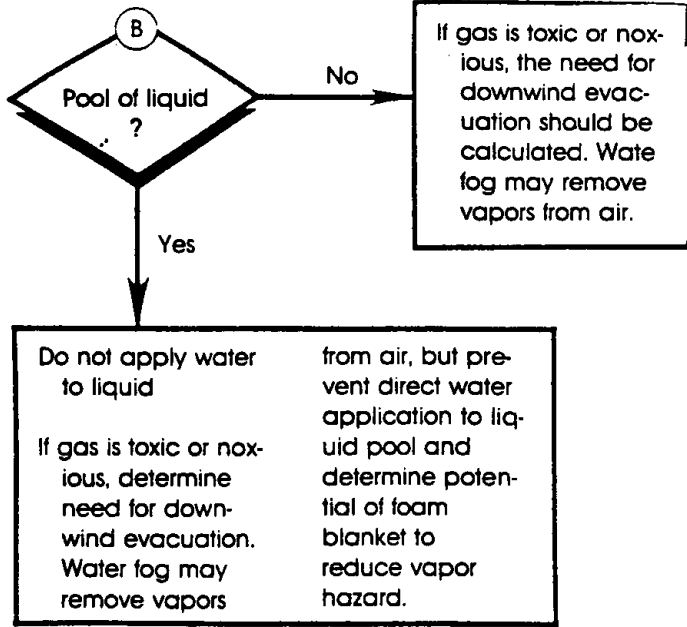 B
Pool of liquid
?
No
If gas is toxic or nox-
ious, the need for
downwind evac-
uation should be
calculated. Wate
fog may remove
vapors from air.
Yes
Do not apply water
to liquid
If gas is toxic or nox-
ious, determine
need for down-
wind evacuation.
Water fog may
remove vapors
from air, but pre-
vent direct water
application to liq-
uid pool and
determine poten-
tial of foam
blanket to
reduce vapor
hazard.